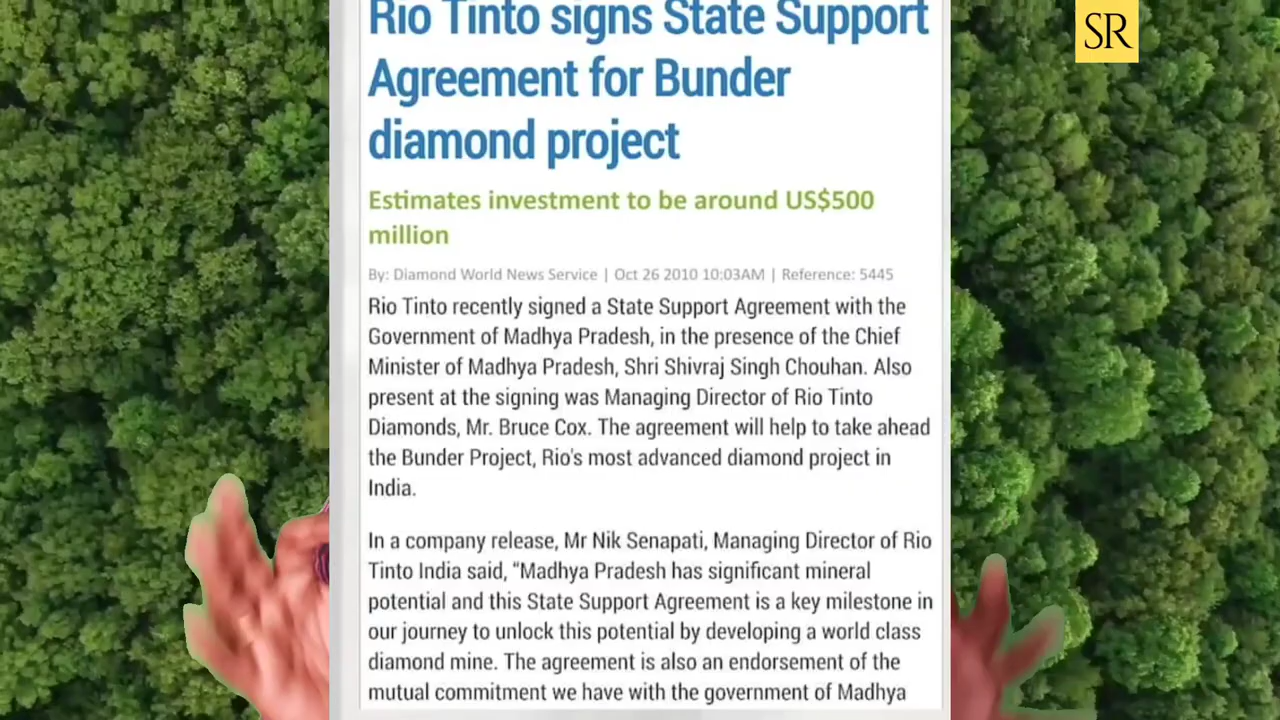 SR
Rio Tinto signs State Support
Agreement for Bunder
diamond project
Estimates investment to be around US$500
million
By: Diamond World News Service | Oct 26 2010 10:03AM | Reference: 5445
Rio Tinto recently signed a State Support Agreement with the
Government of Madhya Pradesh, in the presence of the Chief
Minister of Madhya Pradesh, Shri Shivraj Singh Chouhan. Also
present at the signing was Managing Director of Rio Tinto
Diamonds, Mr. Bruce Cox. The agreement will help to take ahead
the Bunder Project, Rio's most advanced diamond project in
India.
In a company release, Mr Nik Senapati, Managing Director of Rio
Tinto India said, "Madhya Pradesh has significant mineral
potential and this State Support Agreement is a key milestone in
our journey to unlock this potential by developing a world class
diamond mine. The agreement is also an endorsement of the
mutual commitment we have with the government of Madhya